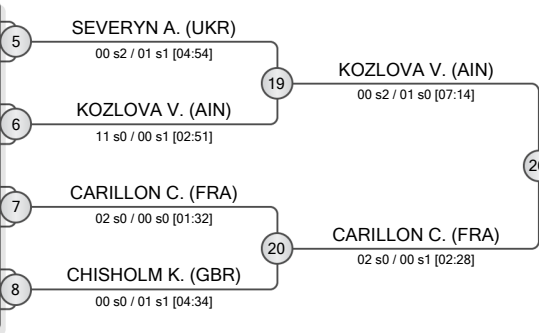 SEVERYN A. (UKR)
5
00 s2 / 01 s1 [04:54]
19
KOZLOVA V. (AIN)
00 s2 / 01 s0 [07:14]
KOZLOVA V. (AIN)
6
11 s0 / 00 s1 [02:51]
CARILLON C. (FRA)
7
02 s0 / 00 s0 [01:32]
20
CARILLON C. (FRA)
02 s0 / 00 s1 [02:28]
CHISHOLM K. (GBR)
8
00 s0 / 01 s1 [04:34]